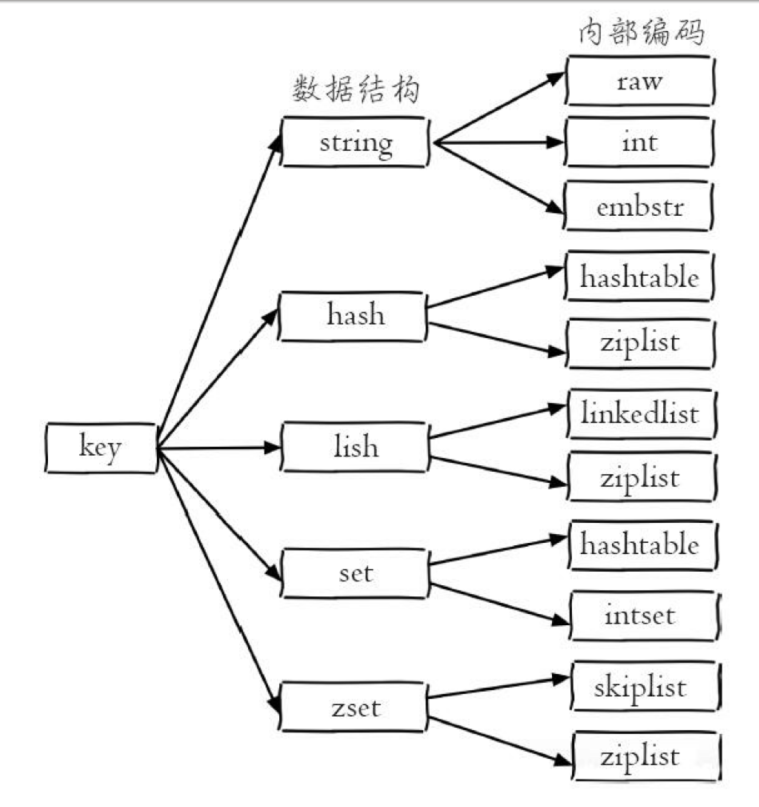 内部编码
数据结构
raw
string
int
embstr
hashtable
hash
ziplist
linkedlist
key
lish
ziplist
hashtable
set
intset
skiplist
zset
ziplist